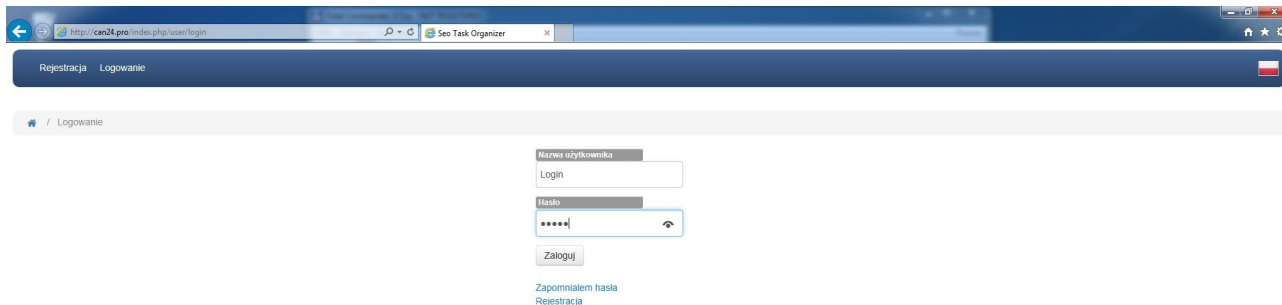 http://can24.pro/index.php/user/login
Seo Task Organizer
Rejestracja Logowanie
/ Logowanie
Nazwa użytkownika
Login
Hasło
•••••
Zaloguj
Zapomniałem hasła
Rejestracja